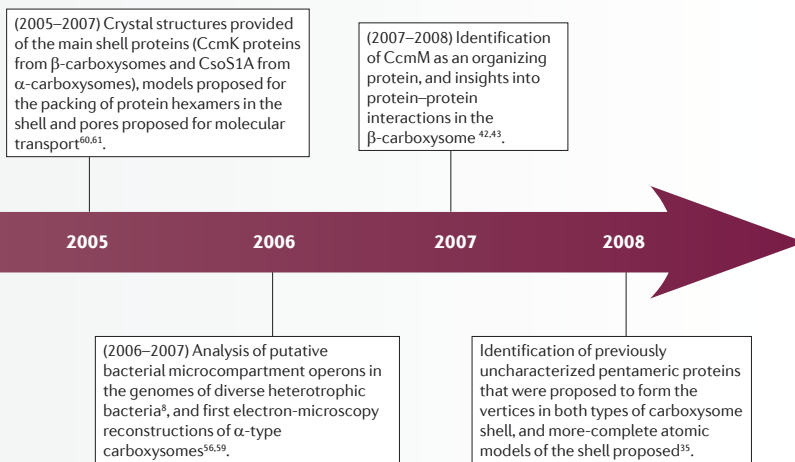 (2005–2007) Crystal structures provided
of the main shell proteins (CcmK proteins
from β-carboxysomes and CsoS1A from
α-carboxysomes), models proposed for
the packing of protein hexamers in the
shell and pores proposed for molecular
transport⁶⁰,⁶¹.
(2007–2008) Identification
of CcmM as an organizing
protein, and insights into
protein–protein
interactions in the
β-carboxysome ⁴²,⁴³.
2005
2006
2007
2008
(2006–2007) Analysis of putative
bacterial microcompartment operons in
the genomes of diverse heterotrophic
bacteria⁸, and first electron-microscopy
reconstructions of α-type
carboxysomes⁵⁶,⁵⁹.
Identification of previously
uncharacterized pentameric proteins
that were proposed to form the
vertices in both types of carboxysome
shell, and more-complete atomic
models of the shell proposed³⁵.